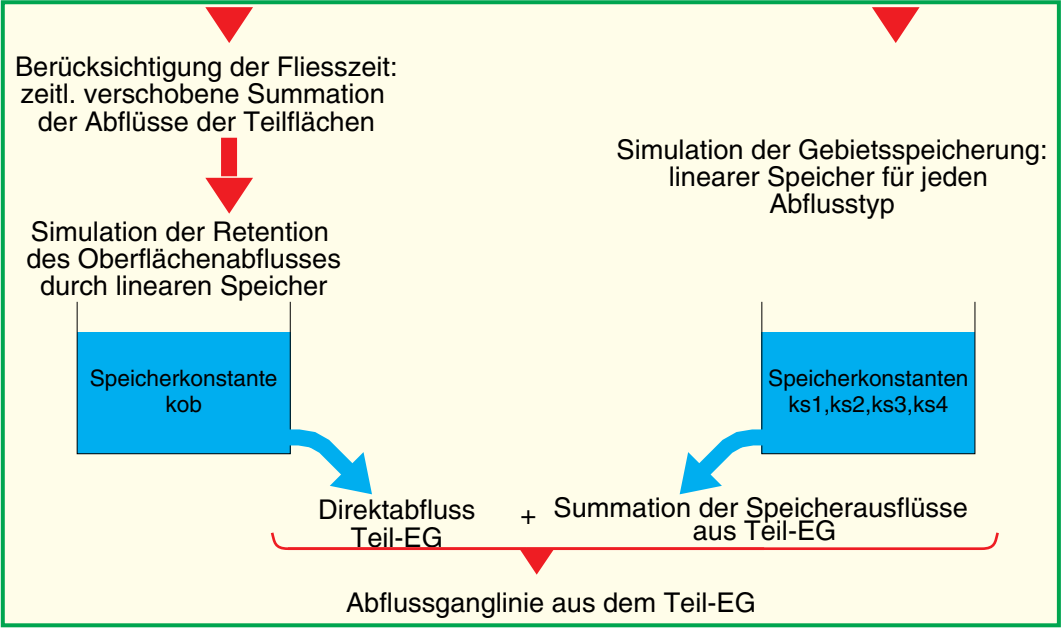 Berücksichtigung der Fliesszeit:
zeitl. verschobene Summation
der Abflüsse der Teilflächen
Simulation der Retention
des Oberflächenabflusses
durch linearen Speicher
Speicherkonstante
kob
Simulation der Gebietsspeicherung:
linearer Speicher für jeden
Abflusstyp
Speicherkonstanten
ks1,ks2,ks3,ks4
Direktabfluss
Teil-EG
+
Summation der Speicherausflüsse
aus Teil-EG
Abflussganglinie aus dem Teil-EG